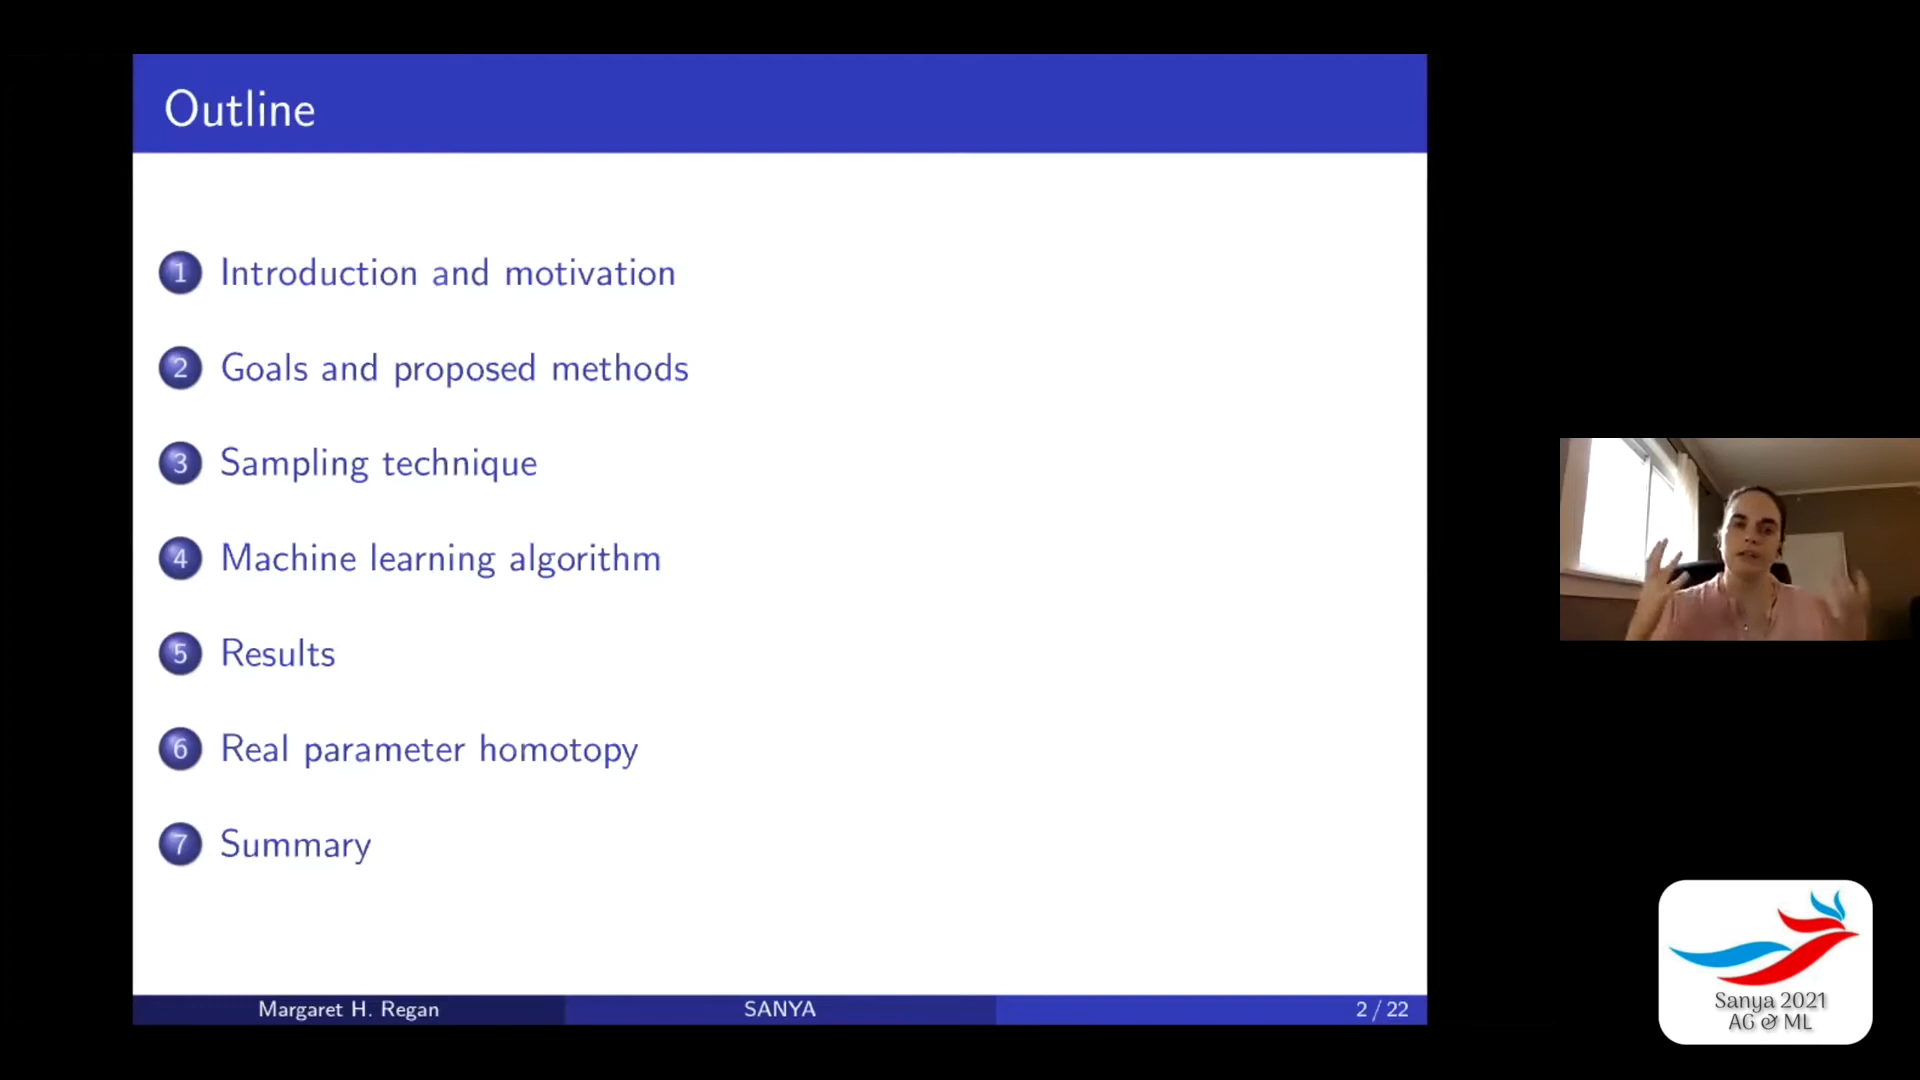 Outline
1 Introduction and motivation
2 Goals and proposed methods
3 Sampling technique
4 Machine learning algorithm
5 Results
6 Real parameter homotopy
7 Summary
Margaret H. Regan
SANYA
2 / 22
Sanya 2021
AG & ML